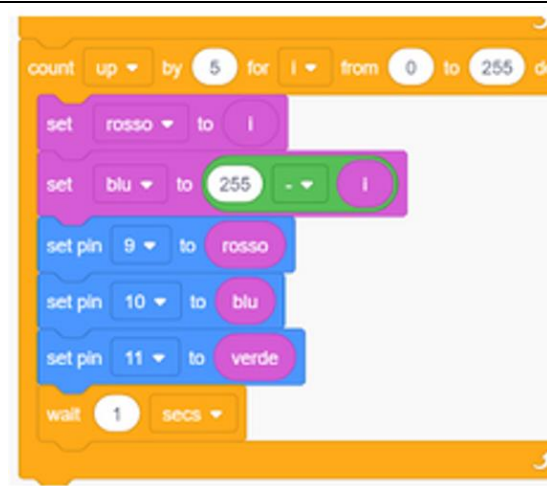 count up by 5 for i from 0 to 255 d
set rosso to i
set blu to 255 - i
set pin 9 to rosso
set pin 10 to blu
set pin 11 to verde
wait 1 secs